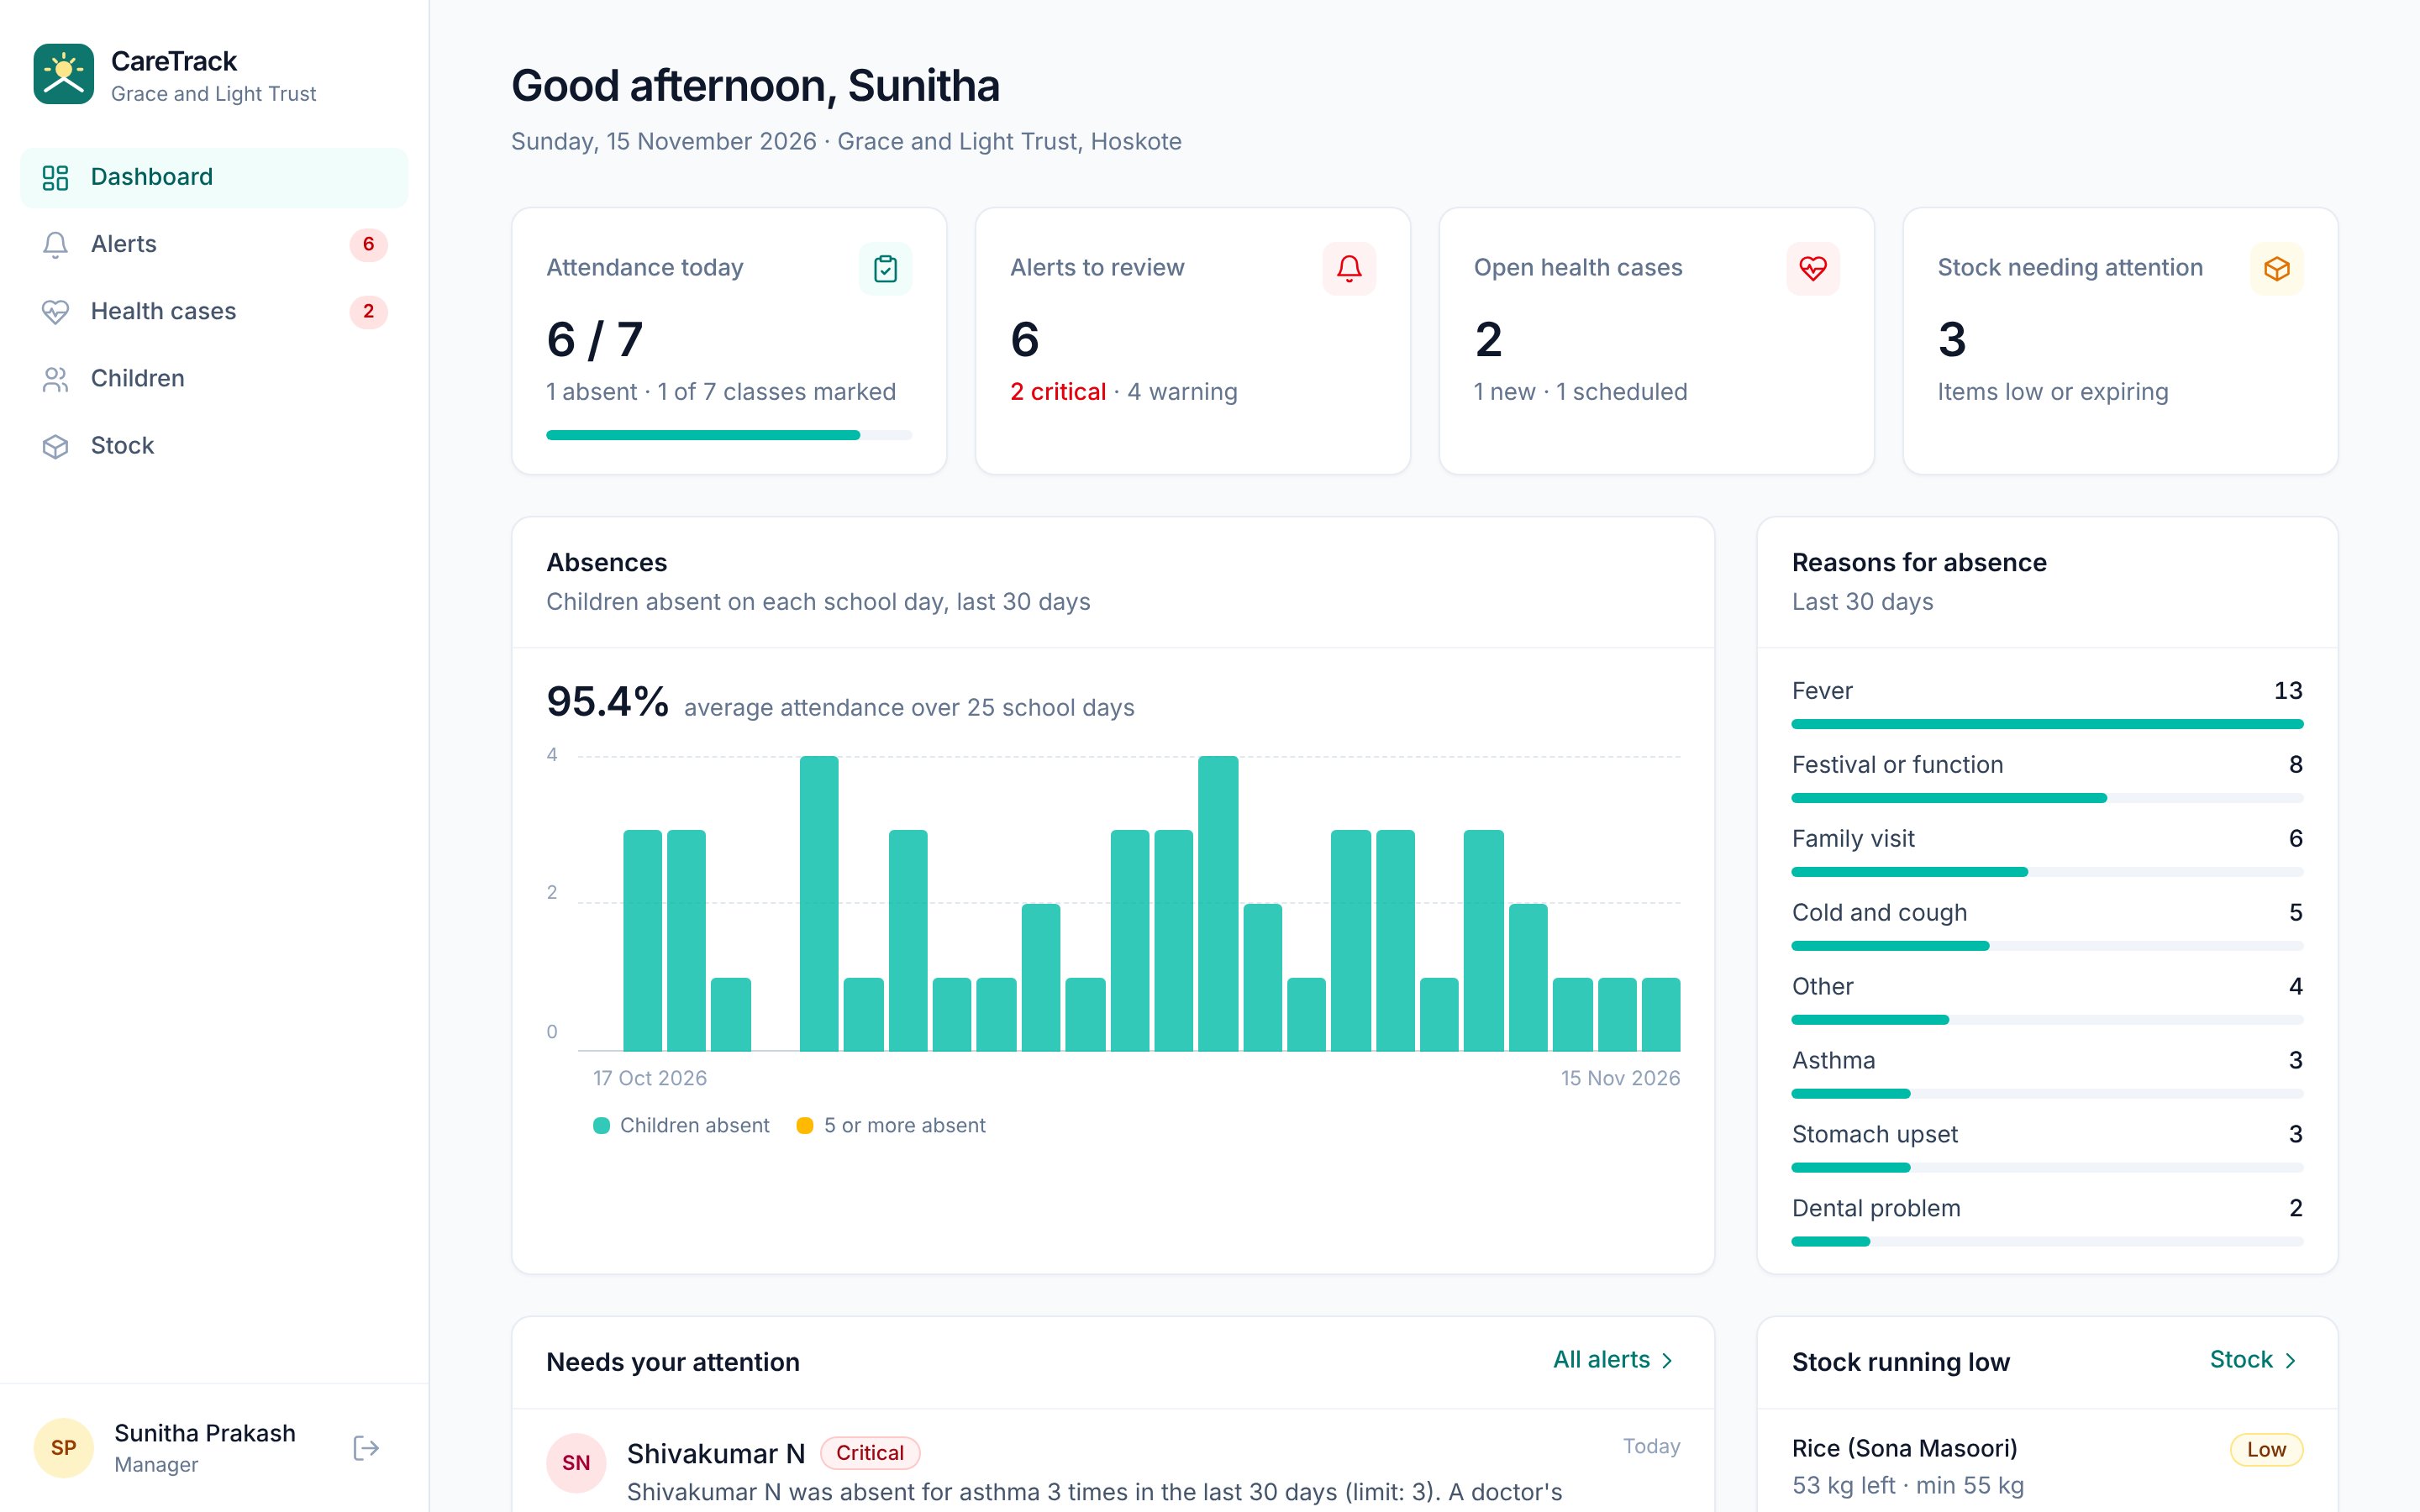 CareTrack
Grace and Light Trust
Dashboard
Alerts 6
Health cases 2
Children
Stock
SP
Sunitha Prakash
Manager
Good afternoon, Sunitha
Sunday, 15 November 2026 · Grace and Light Trust, Hoskote
Attendance today
6 / 7
1 absent · 1 of 7 classes marked
Alerts to review
6
2 critical · 4 warning
Open health cases
2
1 new · 1 scheduled
Stock needing attention
3
Items low or expiring
Absences
Children absent on each school day, last 30 days
95.4% average attendance over 25 school days
4
2
0
17 Oct 2026 15 Nov 2026
Children absent 5 or more absent
Reasons for absence
Last 30 days
Fever 13
Festival or function 8
Family visit 6
Cold and cough 5
Other 4
Asthma 3
Stomach upset 3
Dental problem 2
Needs your attention All alerts
SN
Shivakumar N Critical Today
Shivakumar N was absent for asthma 3 times in the last 30 days (limit: 3). A doctor's
Stock running low Stock
Rice (Sona Masoori) Low
53 kg left · min 55 kg